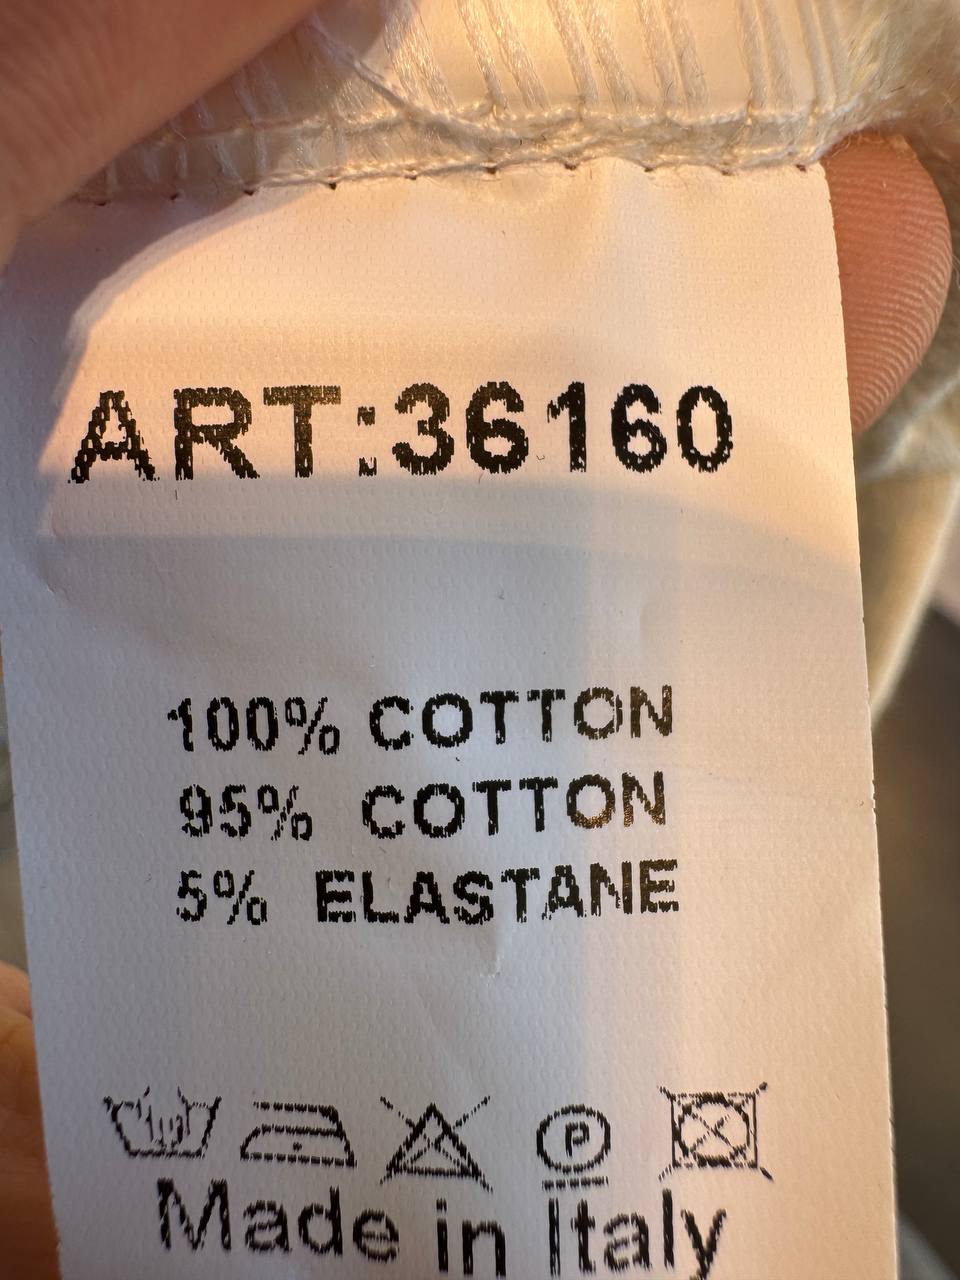 ART:36160
100% COTTON
95% COTTON
5% ELASTANE
P
Made in Italy